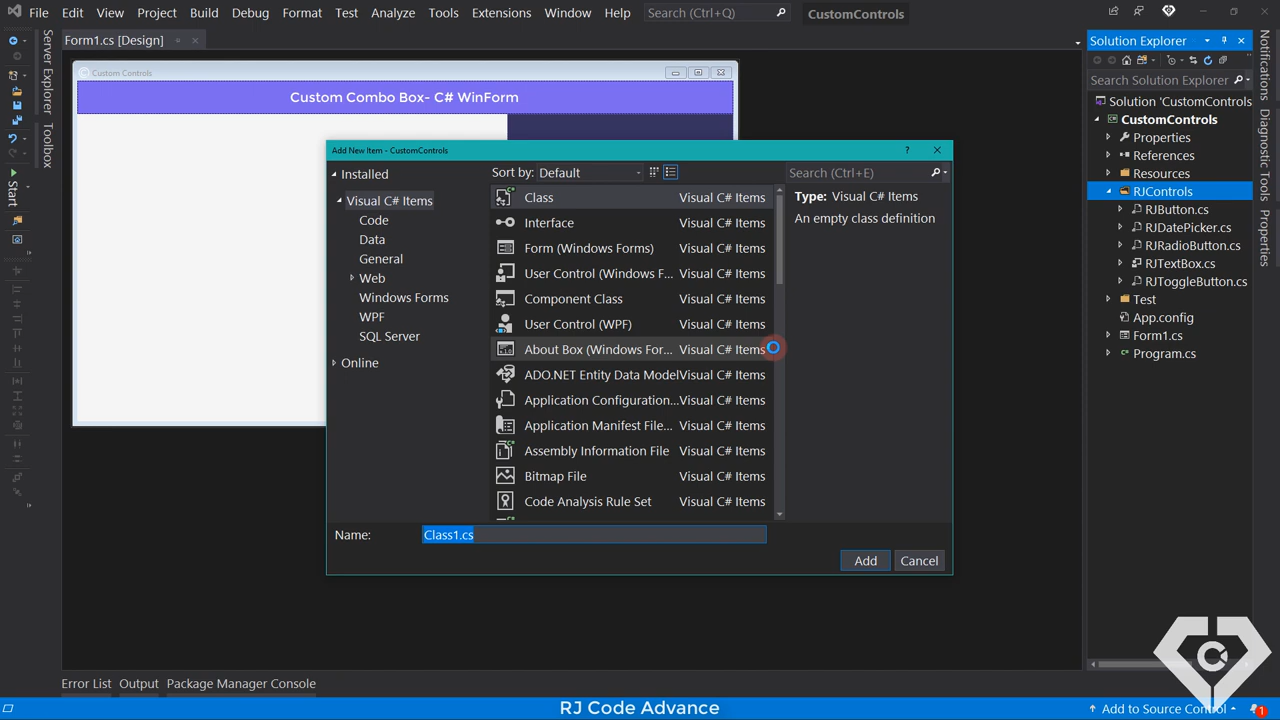 File Edit View Project Build Debug Format Test Analyze Tools Extensions Window Help Search (Ctrl+Q) CustomControls
Server Explorer
Toolbox
Start
Form1.cs [Design]
Custom Controls
Custom Combo Box- C# WinForm
Add New Item - CustomControls
Installed
Visual C# Items
Code
Data
General
Web
Windows Forms
WPF
SQL Server
Online
Sort by: Default
Class Visual C# Items
Interface Visual C# Items
Form (Windows Forms) Visual C# Items
User Control (Windows F... Visual C# Items
Component Class Visual C# Items
User Control (WPF) Visual C# Items
About Box (Windows For... Visual C# Items
ADO.NET Entity Data Model Visual C# Items
Application Configuration... Visual C# Items
Application Manifest File... Visual C# Items
Assembly Information File Visual C# Items
Bitmap File Visual C# Items
Code Analysis Rule Set Visual C# Items
Search (Ctrl+E)
Type: Visual C# Items
An empty class definition
Name: Class1.cs
Add Cancel
Solution Explorer
Search Solution Explorer
Solution 'CustomControls
CustomControls
Properties
References
Resources
RJControls
RJButton.cs
RJDatePicker.cs
RJRadioButton.cs
RJTextBox.cs
RJToggleButton.cs
Test
App.config
Form1.cs
Program.cs
Notifications
Diagnostic Tools
Properties
Error List Output Package Manager Console
RJ Code Advance
Add to Source Control
1